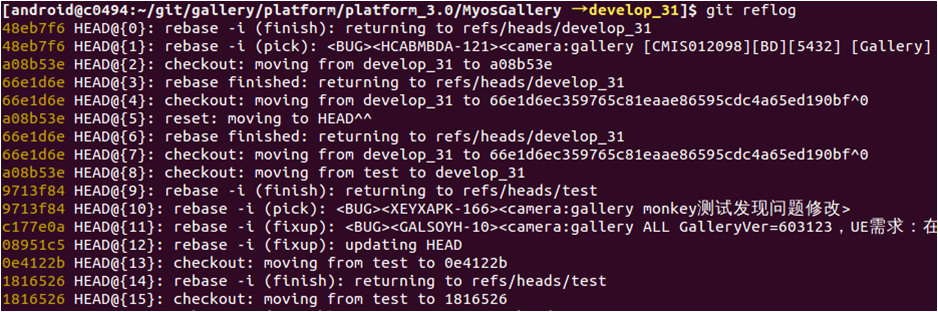 [android@c0494:~/git/gallery/platform/platform_3.0/MyosGallery →develop_31]$ git reflog
48eb7f6 HEAD@{0}: rebase -i (finish): returning to refs/heads/develop_31
48eb7f6 HEAD@{1}: rebase -i (pick): <BUG><HCABMBDA-121><camera:gallery [CMIS012098][BD][5432] [Gallery]
a08b53e HEAD@{2}: checkout: moving from develop_31 to a08b53e
66e1d6e HEAD@{3}: rebase finished: returning to refs/heads/develop_31
66e1d6e HEAD@{4}: checkout: moving from develop_31 to 66e1d6ec359765c81eaae86595cdc4a65ed190bf^0
a08b53e HEAD@{5}: reset: moving to HEAD^^
66e1d6e HEAD@{6}: rebase finished: returning to refs/heads/develop_31
66e1d6e HEAD@{7}: checkout: moving from develop_31 to 66e1d6ec359765c81eaae86595cdc4a65ed190bf^0
a08b53e HEAD@{8}: checkout: moving from test to develop_31
9713f84 HEAD@{9}: rebase -i (finish): returning to refs/heads/test
9713f84 HEAD@{10}: rebase -i (pick): <BUG><XEYXAPK-166><camera:gallery monkey测试发现问题修改>
c177e0a HEAD@{11}: rebase -i (fixup): <BUG><GALSOYH-10><camera:gallery ALL GalleryVer=603123，UE需求：在
08951c5 HEAD@{12}: rebase -i (fixup): updating HEAD
0e4122b HEAD@{13}: checkout: moving from test to 0e4122b
1816526 HEAD@{14}: rebase -i (finish): returning to refs/heads/test
1816526 HEAD@{15}: checkout: moving from test to 1816526